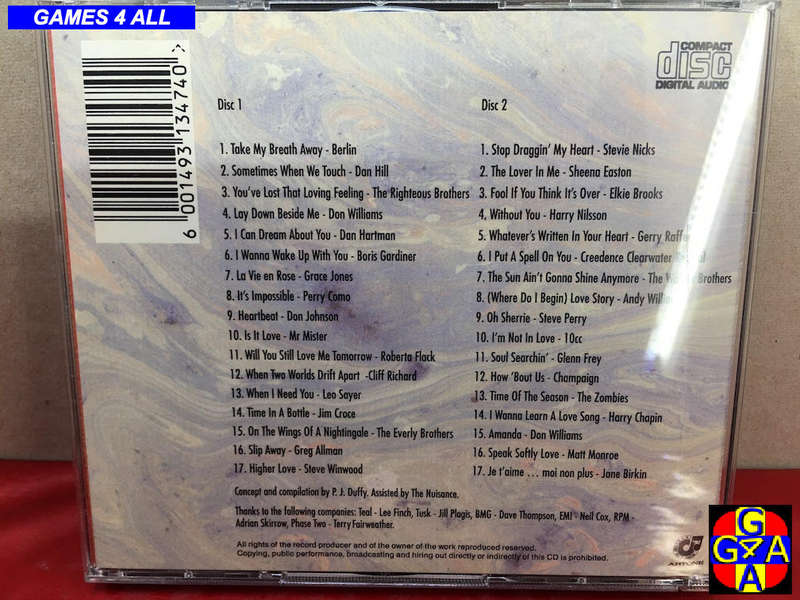 GAMES 4 ALL
COMPACT
disc
DIGITAL AUDIO
6 001493 134740 >
Disc 1
1. Take My Breath Away - Berlin
2. Sometimes When We Touch - Dan Hill
3. You've Lost That Loving Feeling - The Righteous Brothers
4. Lay Down Beside Me - Don Williams
5. I Can Dream About You - Dan Hartman
6. I Wanna Wake Up With You - Boris Gardiner
7. La Vie en Rose - Grace Jones
8. It's Impossible - Perry Como
9. Heartbeat - Don Johnson
10. Is It Love - Mr Mister
11. Will You Still Love Me Tomorrow - Roberta Flack
12. When Two Worlds Drift Apart -Cliff Richard
13. When I Need You - Leo Sayer
14. Time In A Bottle - Jim Croce
15. On The Wings Of A Nightingale - The Everly Brothers
16. Slip Away - Greg Allman
17. Higher Love - Steve Winwood
Disc 2
1. Stop Draggin' My Heart - Stevie Nicks
2. The Lover In Me - Sheena Easton
3. Fool If You Think It's Over - Elkie Brooks
4. Without You - Harry Nilsson
5. Whatever's Written In Your Heart - Gerry
6. I Put A Spell On You - Creedence Clearwater
7. The Sun Ain't Gonna Shine Anymore - The Brothers
8. (Where Do I Begin) Love Story - Andy
9. Oh Sherrie - Steve Perry
10. I'm Not In Love - 10cc
11. Soul Searchin' - Glenn Frey
12. How 'Bout Us - Champaign
13. Time Of The Season - The Zombies
14. I Wanna Learn A Love Song - Harry Chapin
15. Amanda - Don Williams
16. Speak Softly Love - Matt Monroe
17. Je t'aime ... moi non plus - Jane Birkin
Concept and compilation by P. J. Duffy. Assisted by The Nuisance.
Thanks to the following companies: Teal - Lee Finch, Tusk - Jill Plagis, BMG - Dave Thompson, EMI - Neil Cox, RPM -
Adrian Skirrow, Phase Two - Terry Fairweather.
All rights of the record producer and of the owner of the work reproduced reserved.
Copying, public performance, broadcasting and hiring out directly or indirectly of this CD is prohibited.
G
G4A
A